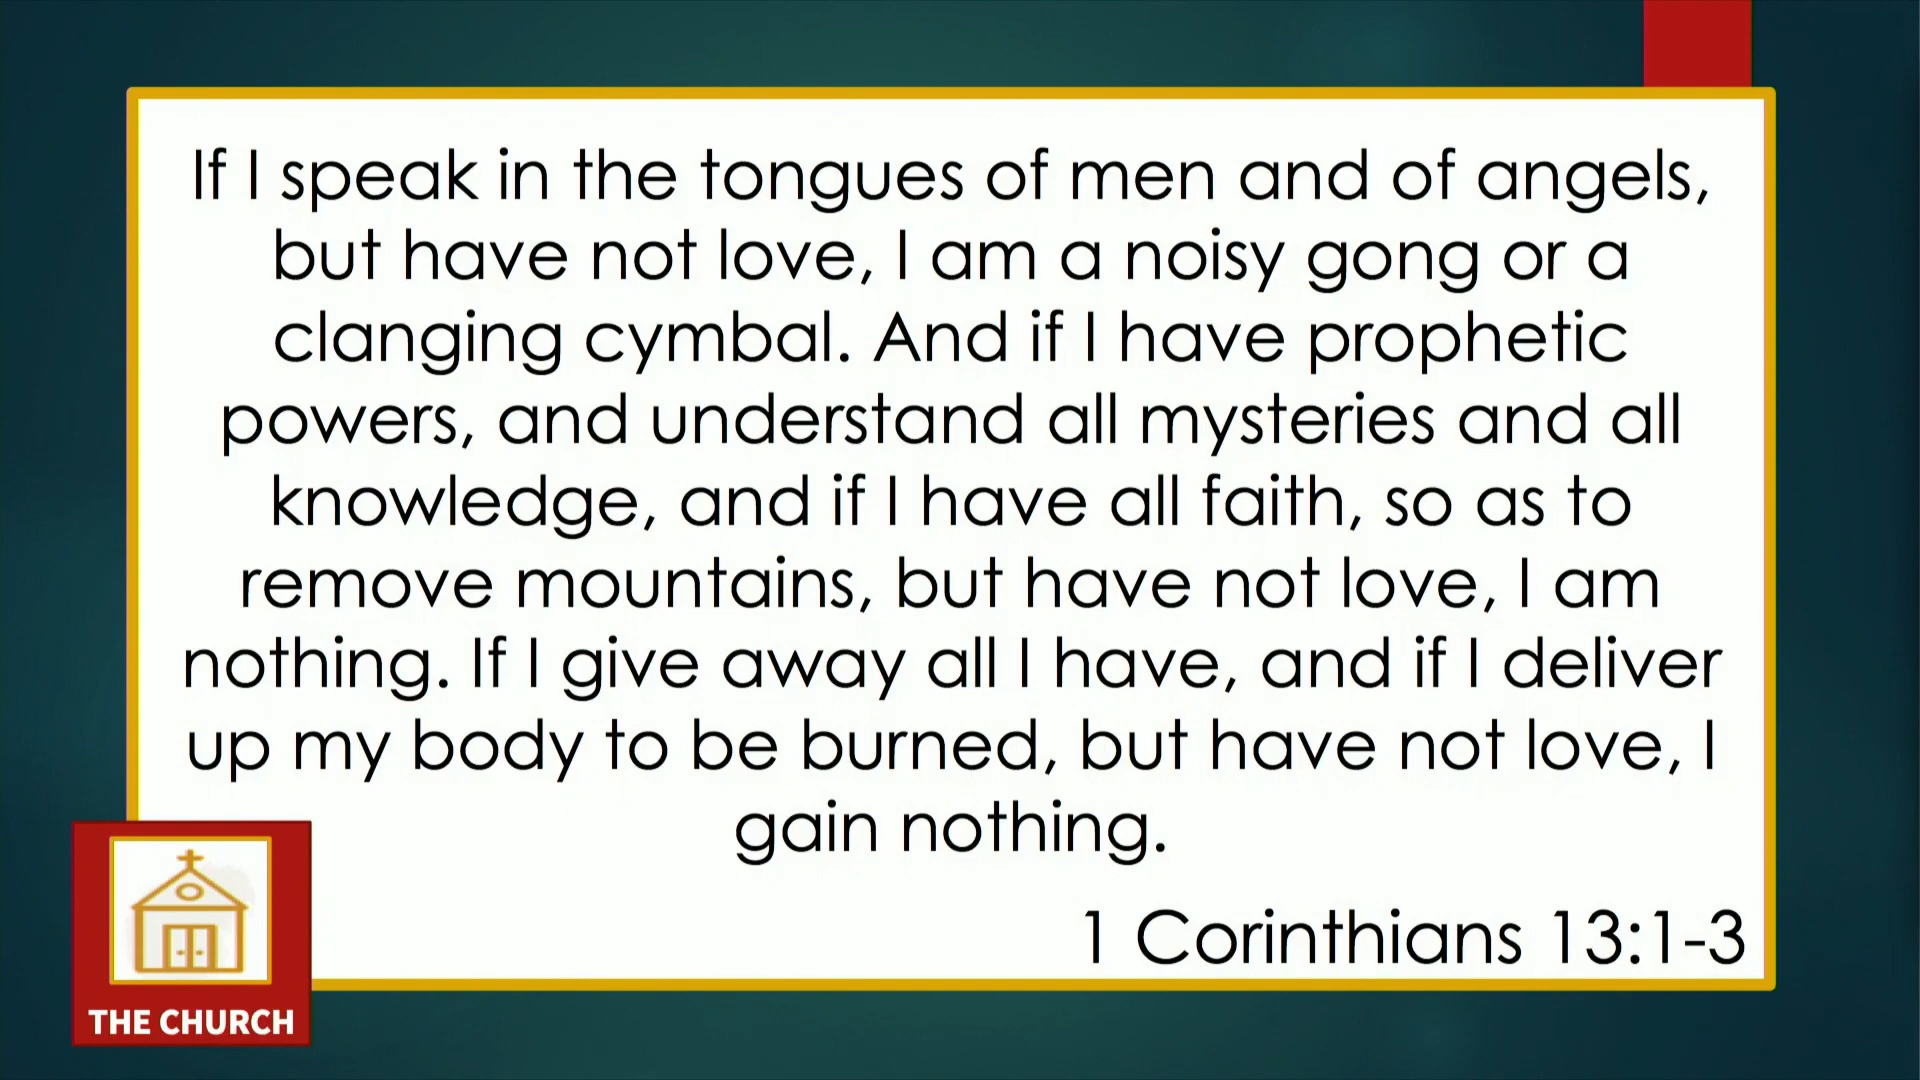 If I speak in the tongues of men and of angels,
but have not love, I am a noisy gong or a
clanging cymbal. And if I have prophetic
powers, and understand all mysteries and all
knowledge, and if I have all faith, so as to
remove mountains, but have not love, I am
nothing. If I give away all I have, and if I deliver
up my body to be burned, but have not love, I
gain nothing.
1 Corinthians 13:1-3
THE CHURCH